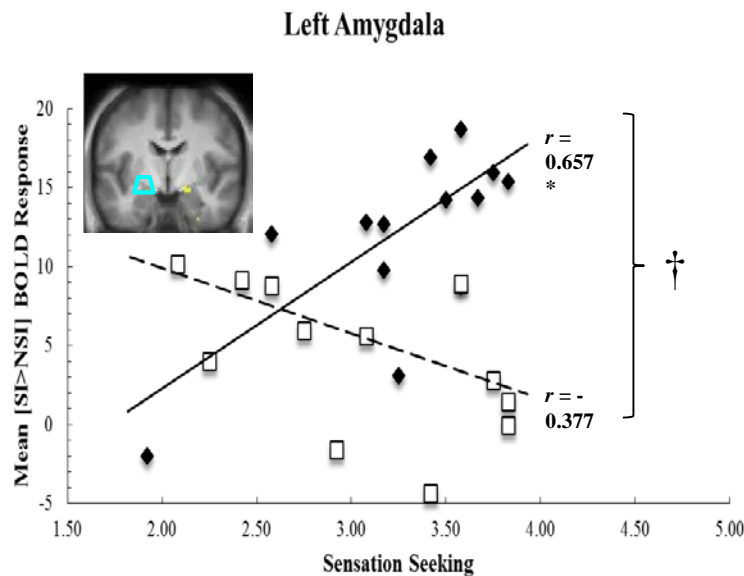 Left Amygdala
Mean [SI>NSI] BOLD Response
20
15
10
5
0
-5
r =
0.657
*
†
r = -
0.377
1.50 2.00 2.50 3.00 3.50 4.00 4.50 5.00
Sensation Seeking